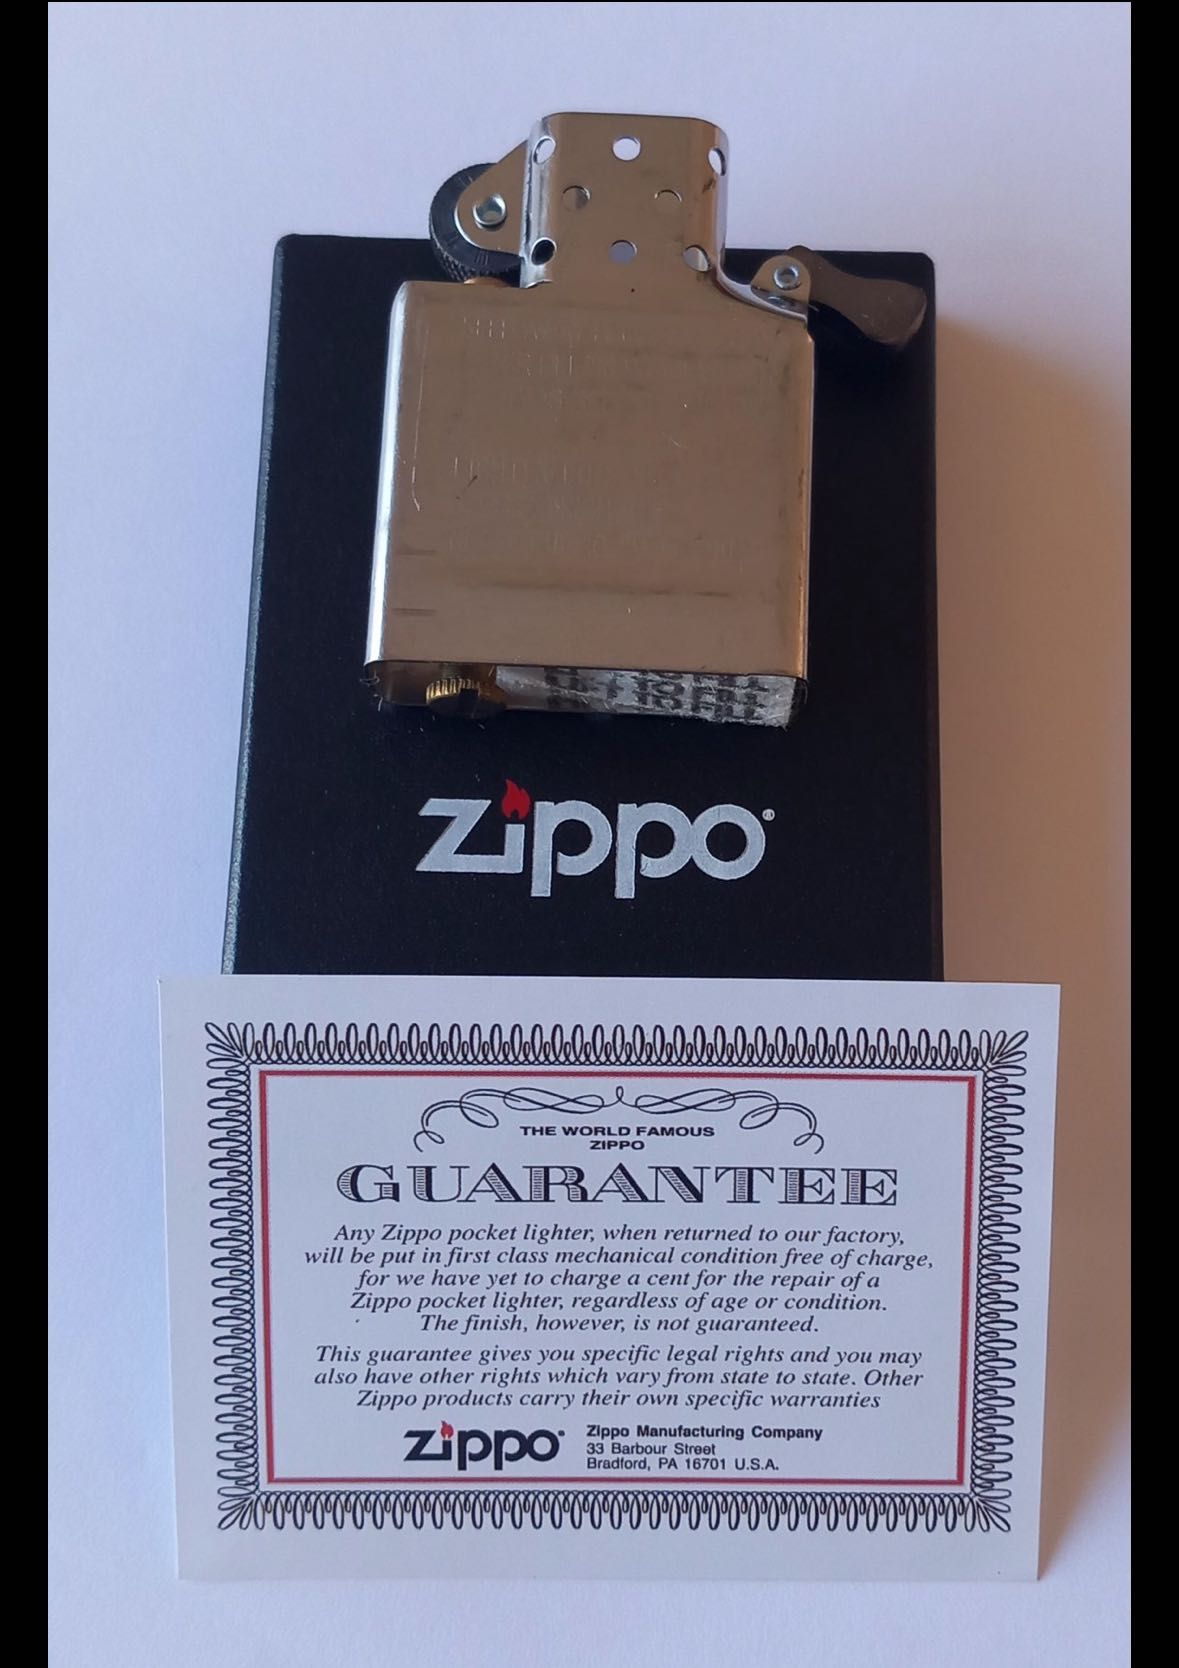 zippo
THE WORLD FAMOUS
ZIPPO
GUARANTEE
Any Zippo pocket lighter, when returned to our factory,
will be put in first class mechanical condition free of charge,
for we have yet to charge a cent for the repair of a
Zippo pocket lighter, regardless of age or condition.
The finish, however, is not guaranteed.
This guarantee gives you specific legal rights and you may
also have other rights which vary from state to state. Other
Zippo products carry their own specific warranties
zippo
Zippo Manufacturing Company
33 Barbour Street
Bradford, PA 16701 U.S.A.